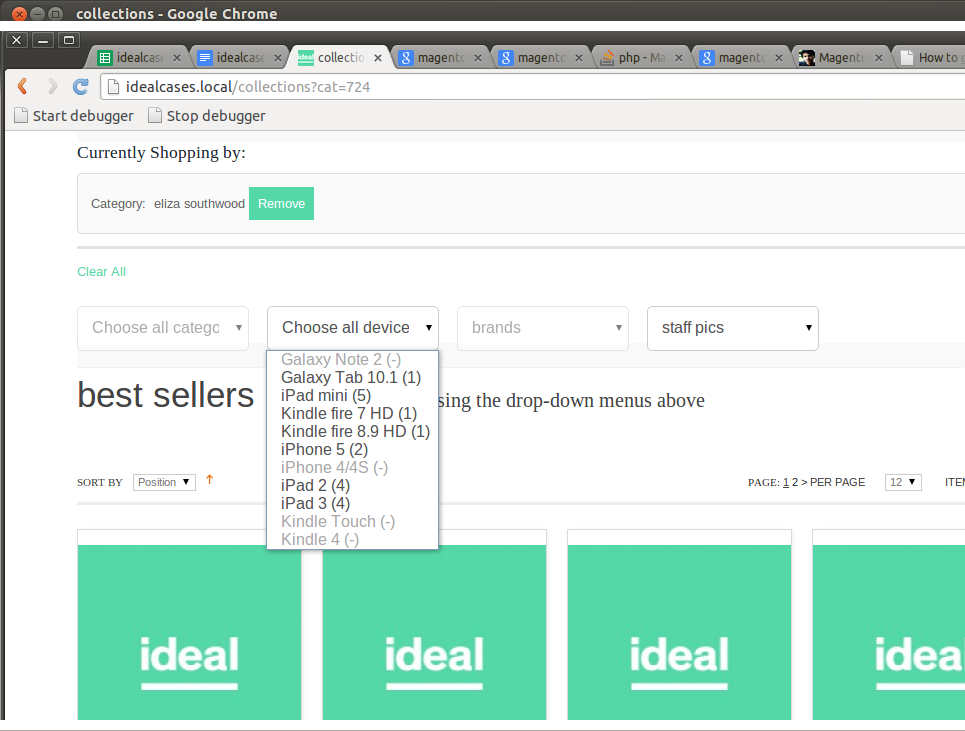 collections - Google Chrome
idealcase
idealcase
ideal
collectio
magento
magento
php - Ma
magento
Magento
How to
idealcases.local/collections?cat=724
Start debugger
Stop debugger
Currently Shopping by:
Category: eliza southwood Remove
Clear All
Choose all catego
Choose all device
brands
staff pics
Galaxy Note 2 (-)
Galaxy Tab 10.1 (1)
iPad mini (5)
Kindle fire 7 HD (1)
Kindle fire 8.9 HD (1)
iPhone 5 (2)
iPhone 4/4S (-)
iPad 2 (4)
iPad 3 (4)
Kindle Touch (-)
Kindle 4 (-)
best sellers sing the drop-down menus above
SORT BY Position PAGE: 1 2 > PER PAGE 12 ITE
ideal
ideal
ideal
ideal